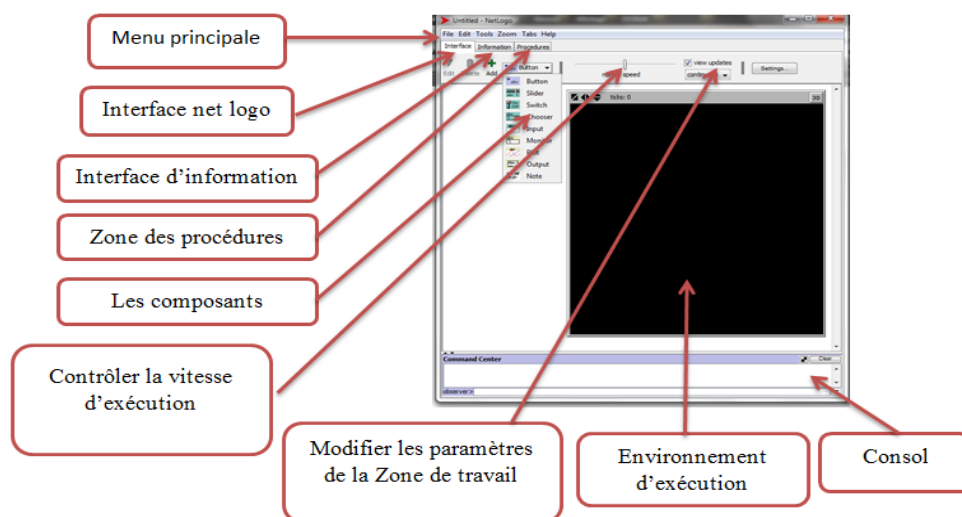 Menu principale
Interface net logo
Interface d'information
Zone des procédures
Les composants
Contrôler la vitesse
d'exécution
Modifier les paramètres
de la Zone de travail
Environnement
d'exécution
Consol
Untitled - NetLogo
File Edit Tools Zoom Tabs Help
Interface Information Procedures
Edit Add Button view updates
speed Settings...
Button
Slider
Switch
Chooser
Input
Monitor
Output
Note
ticks: 0 3D
Command Center Clear
observer>